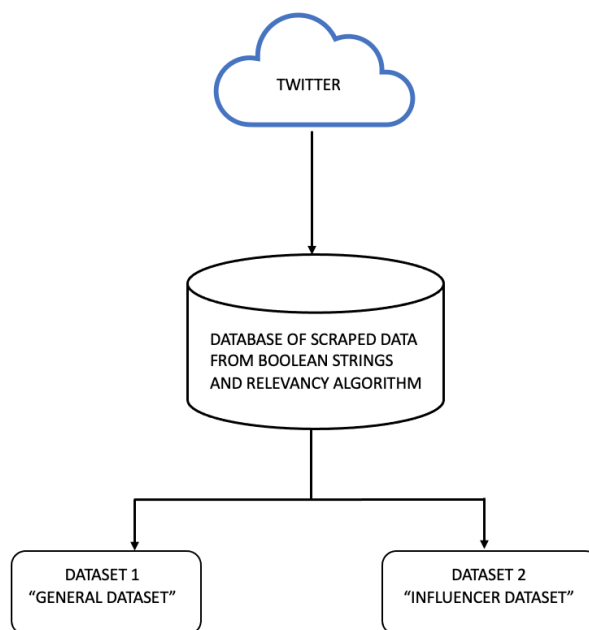 TWITTER
DATABASE OF SCRAPED DATA
FROM BOOLEAN STRINGS
AND RELEVANCY ALGORITHM
DATASET 1
“GENERAL DATASET”
DATASET 2
“INFLUENCER DATASET”